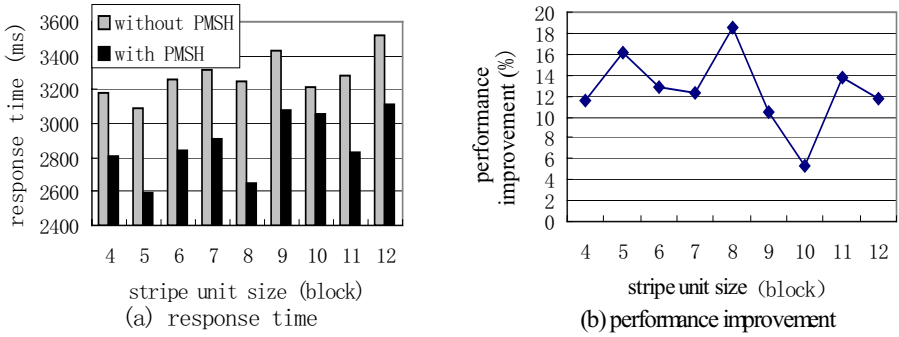 3600
3400
3200
3000
2800
2600
2400
response time (ms)
without PMSH
with PMSH
4 5 6 7 8 9 10 11 12
stripe unit size (block)
(a) response time
20
18
16
14
12
10
8
6
4
2
0
performance
improvement (%)
4 5 6 7 8 9 10 11 12
stripe unit size (block)
(b) performance improvement